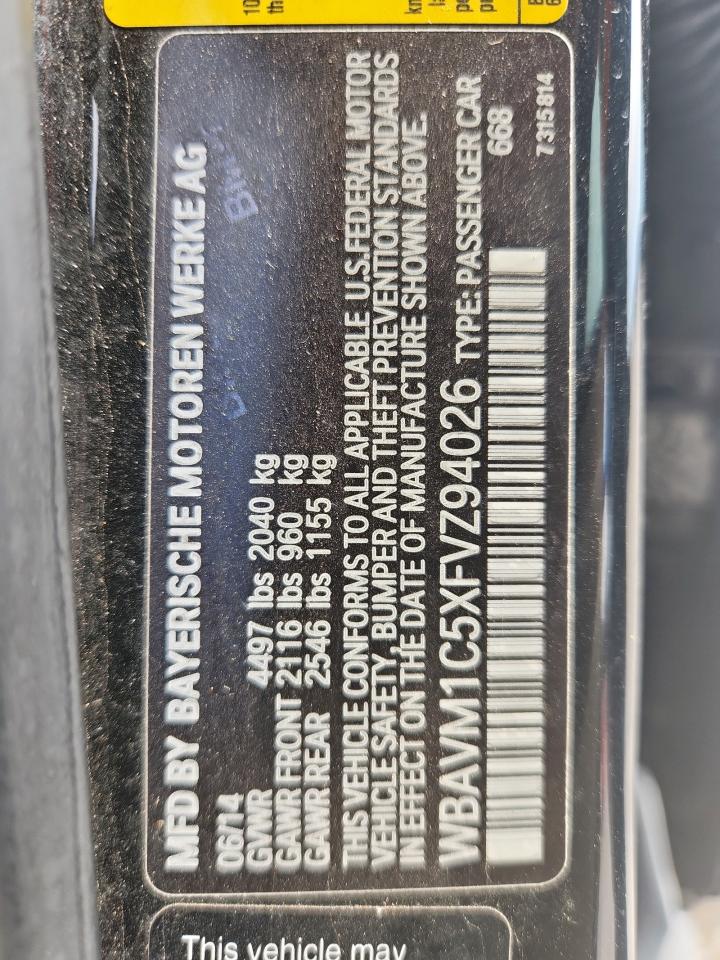 MFD BY BAYERISCHE MOTOREN WERKE AG
06/14
GVWR 4497 lbs 2040 kg
GAWR FRONT 2116 lbs 960 kg
GAWR REAR 2546 lbs 1155 kg
THIS VEHICLE CONFORMS TO ALL APPLICABLE U.S.FEDERAL MOTOR
VEHICLE SAFETY, BUMPER AND THEFT PREVENTION STANDARDS
IN EFFECT ON THE DATE OF MANUFACTURE SHOWN ABOVE.
WBAVM1C5XFVZ94026 TYPE: PASSENGER CAR
668
7 315 814
This vehicle may